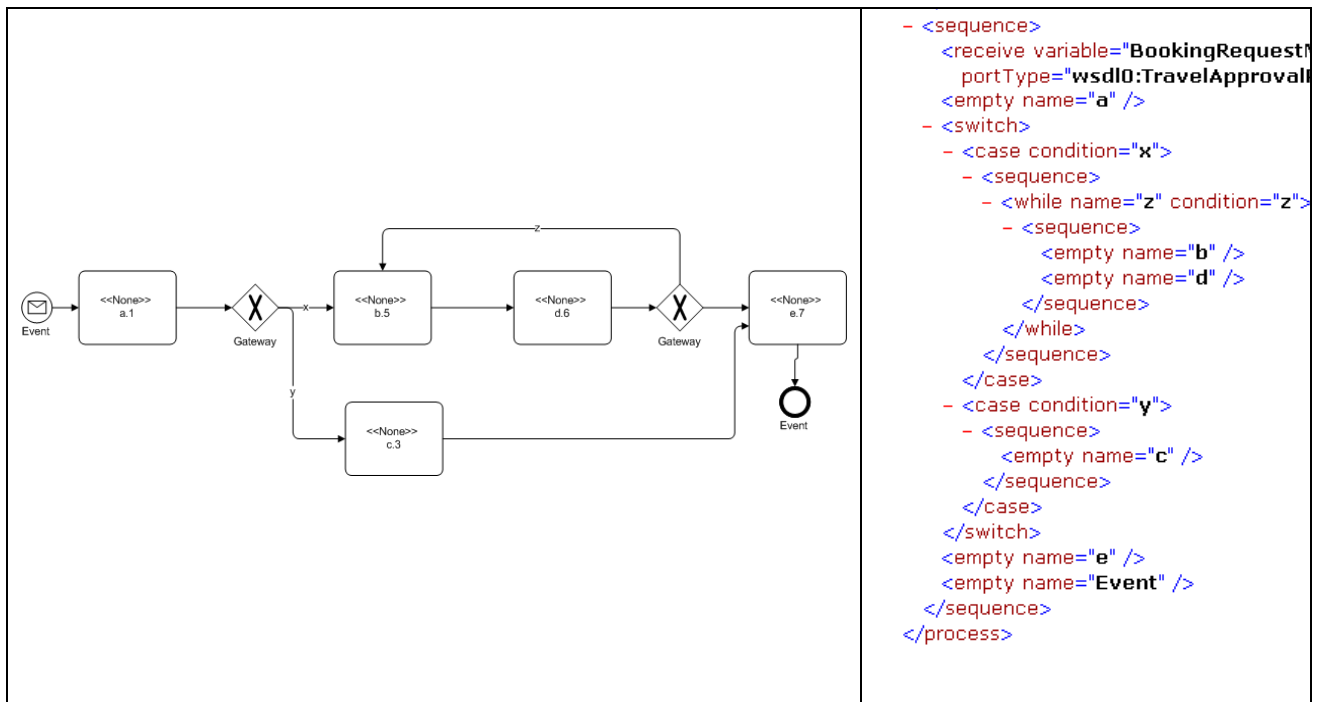 z
<<None>>
a.1
x
<<None>>
b.5
<<None>>
d.6
<<None>>
e.7
Event
Gateway
Gateway
y
<<None>>
c.3
Event
- <sequence>
<receive variable="BookingRequest
portType="wsdl0:TravelApproval
<empty name="a" />
- <switch>
- <case condition="x">
- <sequence>
- <while name="z" condition="z">
- <sequence>
<empty name="b" />
<empty name="d" />
</sequence>
</while>
</sequence>
</case>
- <case condition="y">
- <sequence>
<empty name="c" />
</sequence>
</case>
</switch>
<empty name="e" />
<empty name="Event" />
</sequence>
</process>